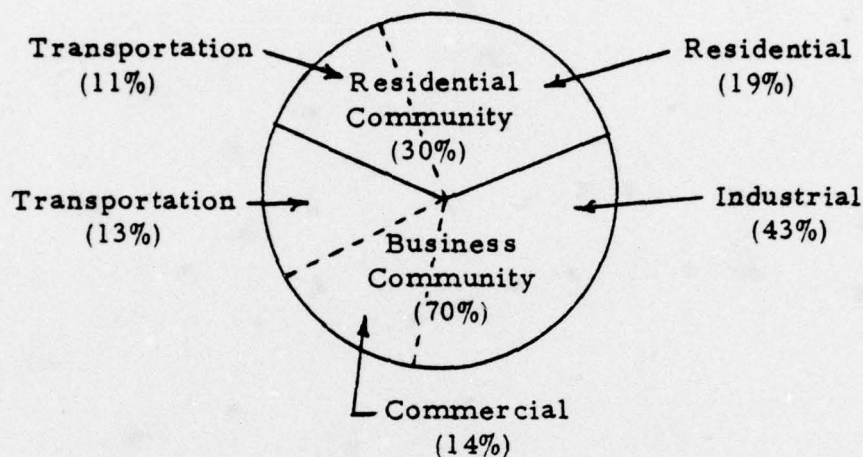 Transportation
(11%)
Residential
Community
(30%)
Residential
(19%)
Transportation
(13%)
Industrial
(43%)
Business
Community
(70%)
Commercial
(14%)